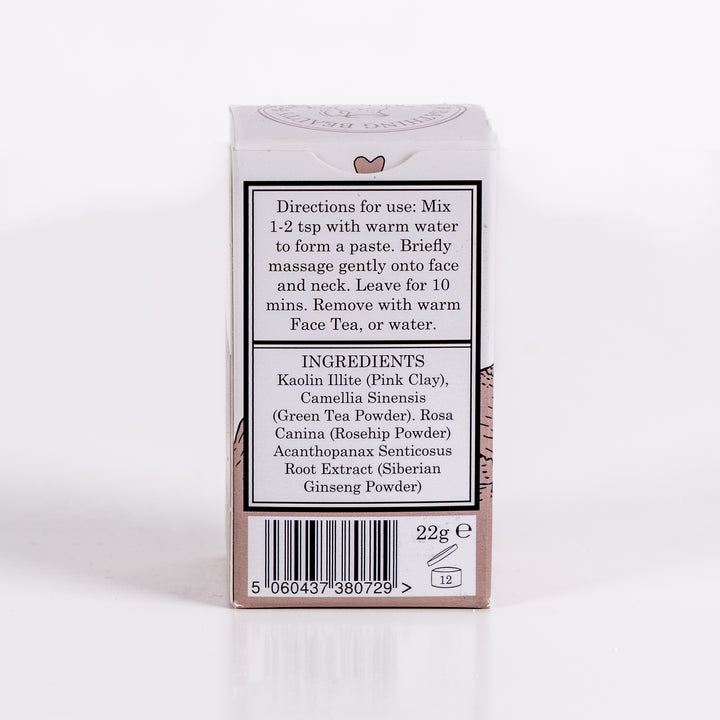 THING BEAUTY
Directions for use: Mix
1-2 tsp with warm water
to form a paste. Briefly
massage gently onto face
and neck. Leave for 10
mins. Remove with warm
Face Tea, or water.
INGREDIENTS
Kaolin Illite (Pink Clay),
Camellia Sinensis
(Green Tea Powder). Rosa
Canina (Rosehip Powder)
Acanthopanax Senticosus
Root Extract (Siberian
Ginseng Powder)
22g ℮
12
5 060437 380729 >